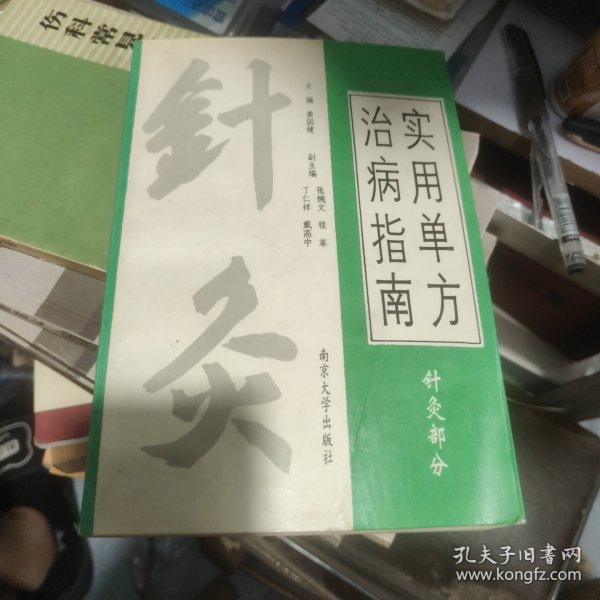 实用单方
治病指南
针灸部分
主编 黄国健
副主编 张婉文 程革
丁仁祥 戴高中
針灸
南京大学出版社
伤科常见
孔夫子旧书网
www.kongfz.com